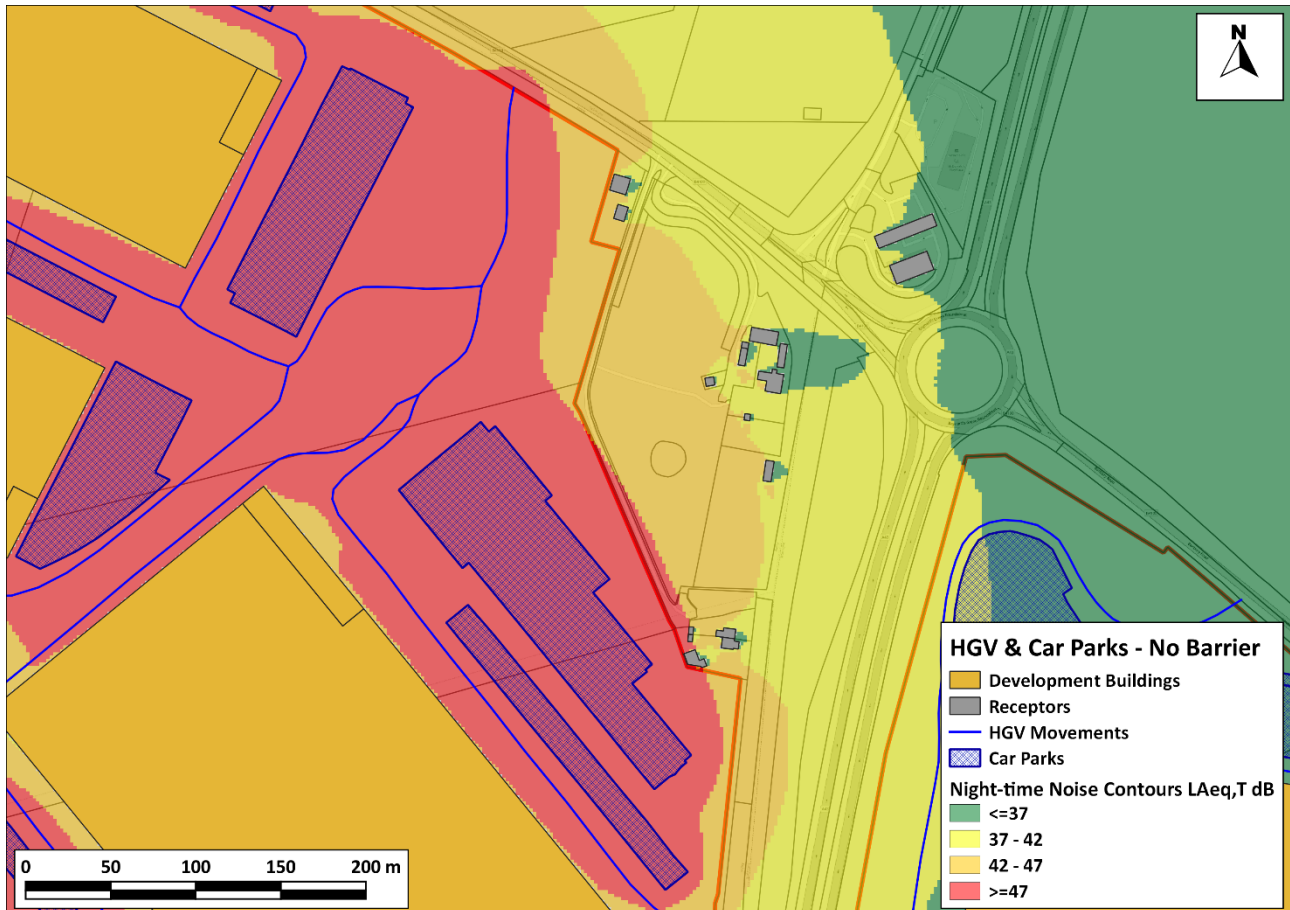 N
HGV & Car Parks - No Barrier
Development Buildings
Receptors
HGV Movements
Car Parks
Night-time Noise Contours LAeq,T dB
<=37
37 - 42
42 - 47
>=47
0 50 100 150 200 m